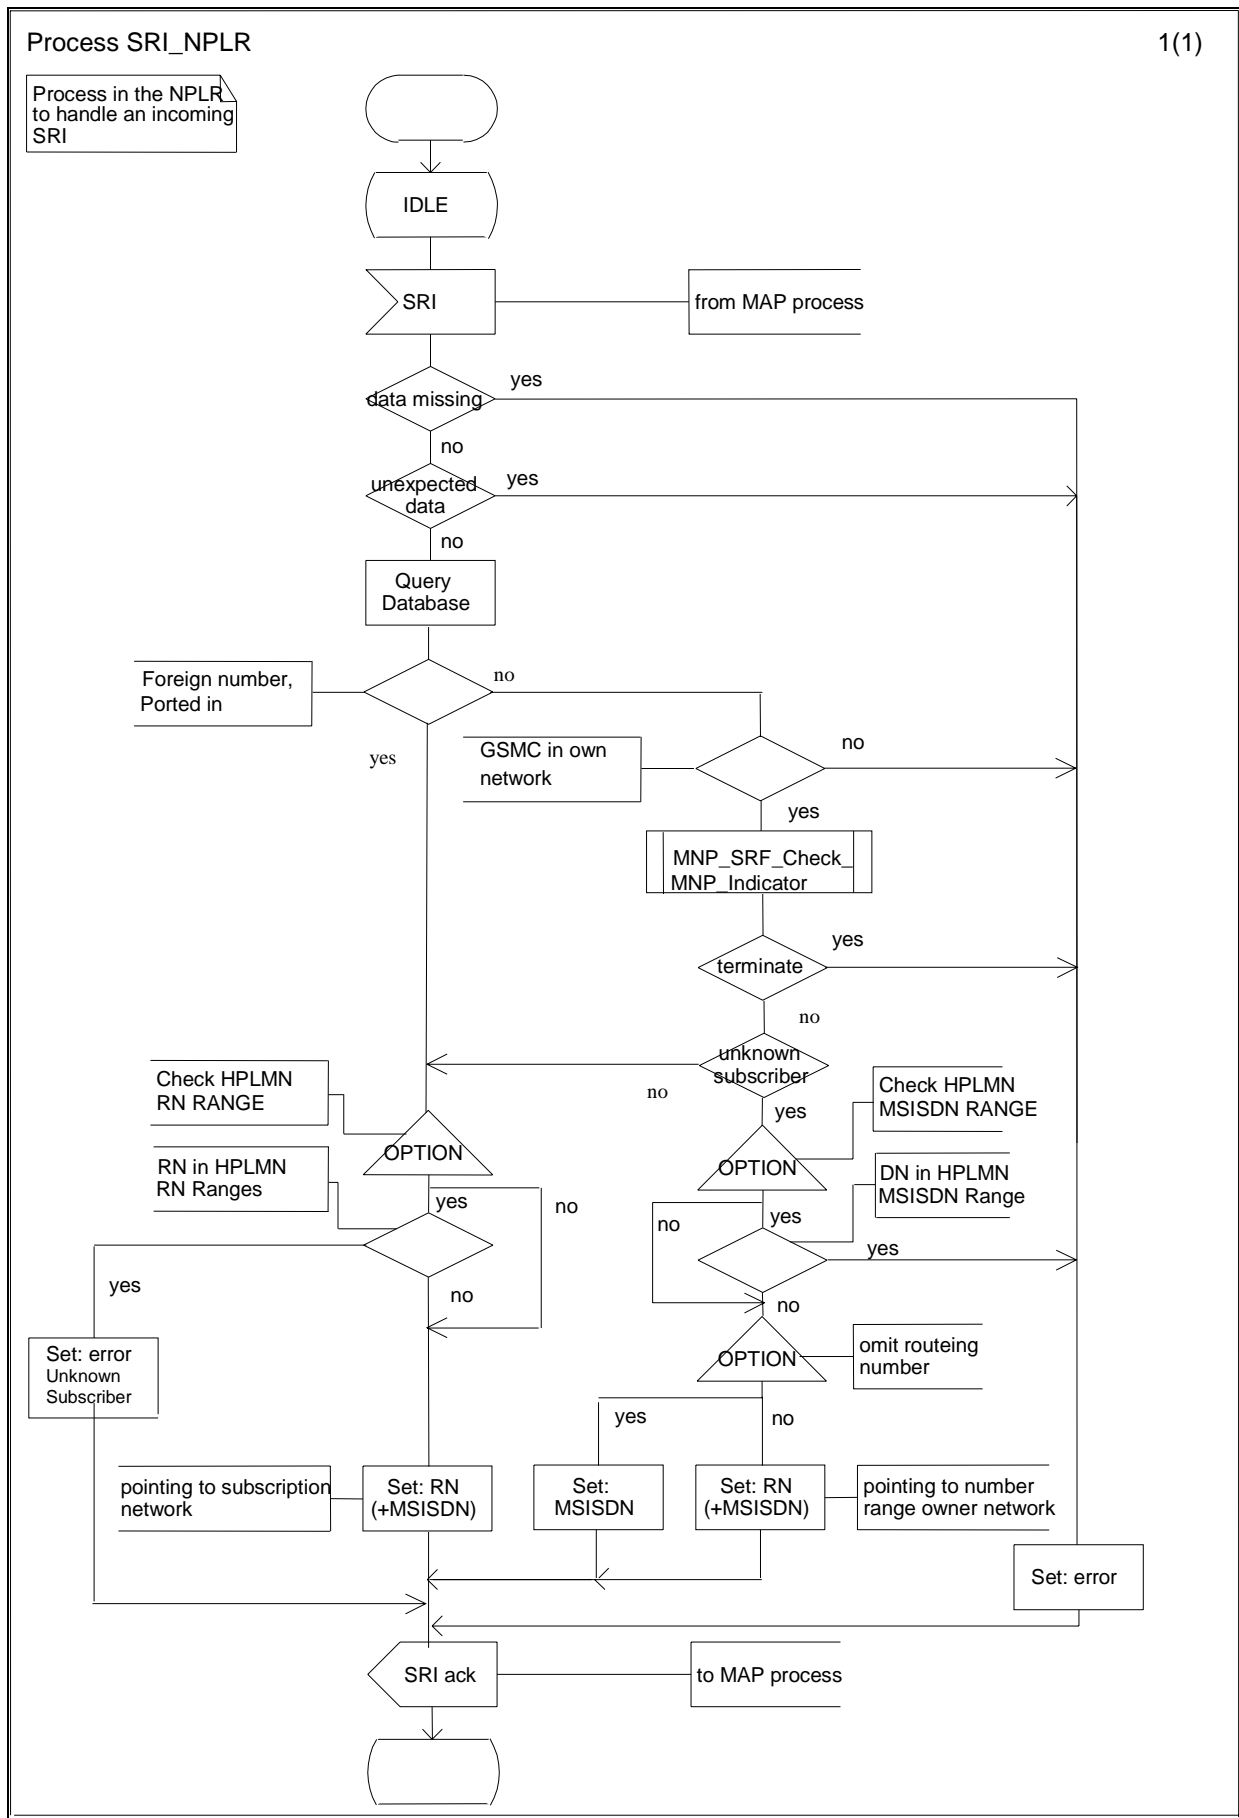 Process SRI_NPLR
1(1)
Process in the NPLR
to handle an incoming
SRI
IDLE
SRI
from MAP process
data missing
yes
no
unexpected
data
yes
no
Query
Database
Foreign number,
Ported in
no
yes
GSMC in own
network
no
yes
MNP_SRF_Check_
MNP_Indicator
terminate
yes
no
unknown
subscriber
no
yes
Check HPLMN
RN RANGE
OPTION
Check HPLMN
MSISDN RANGE
OPTION
RN in HPLMN
RN Ranges
yes
no
DN in HPLMN
MSISDN Range
no
yes
yes
yes
no
no
Set: error
Unknown
Subscriber
OPTION
omit routeing
number
yes
no
pointing to subscription
network
Set: RN
(+MSISDN)
Set:
MSISDN
Set: RN
(+MSISDN)
pointing to number
range owner network
Set: error
SRI ack
to MAP process